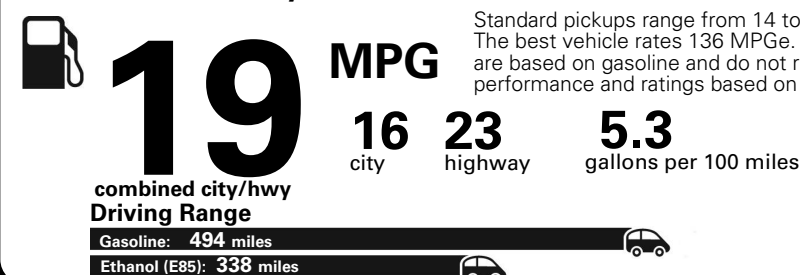 Standard pickups range from 14 to
The best vehicle rates 136 MPGe.
are based on gasoline and do not
performance and ratings based on
19 MPG
16 23 5.3
city highway gallons per 100 miles
combined city/hwy
Driving Range
Gasoline: 494 miles
Ethanol (E85): 338 miles